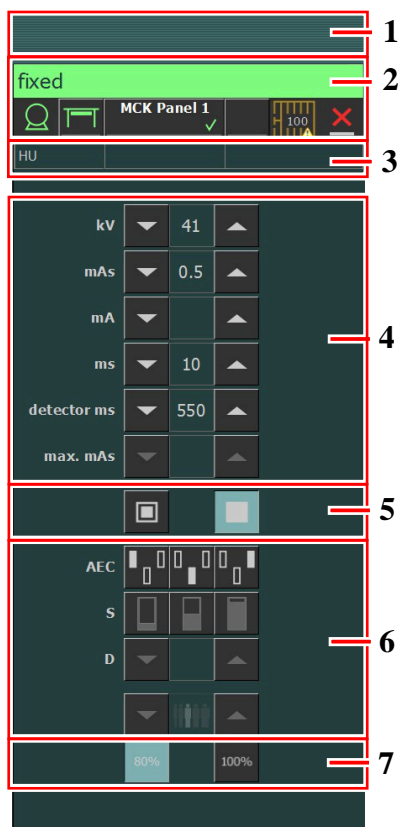 1
fixed
2
MCK Panel 1
100
HU
3
kV 41
mAs 0.5
mA
4
ms 10
detector ms 550
max. mAs
5
AEC
S
6
D
80% 100%
7